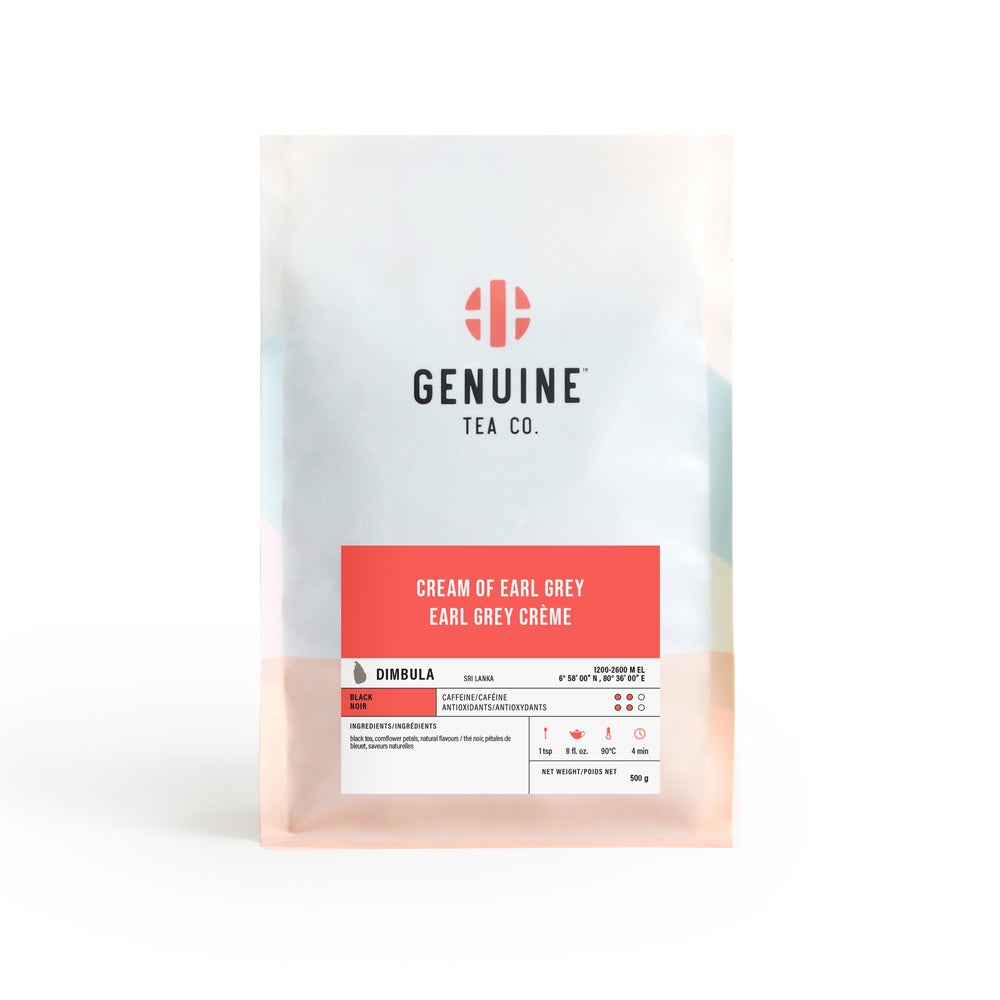 GENUINE™
TEA CO.
CREAM OF EARL GREY
EARL GREY CRÈME
DIMBULA
SRI LANKA
1200-2600 M EL
6° 58' 00" N , 80° 36' 00" E
BLACK
NOIR
CAFFEINE/CAFÉINE
ANTIOXIDANTS/ANTIOXYDANTS
INGREDIENTS/INGRÉDIENTS
black tea, cornflower petals, natural flavours / thé noir, pétales de
bleuet, saveurs naturelles
1 tsp
8 fl. oz.
90°C
4 min
NET WEIGHT/POIDS NET
500 g